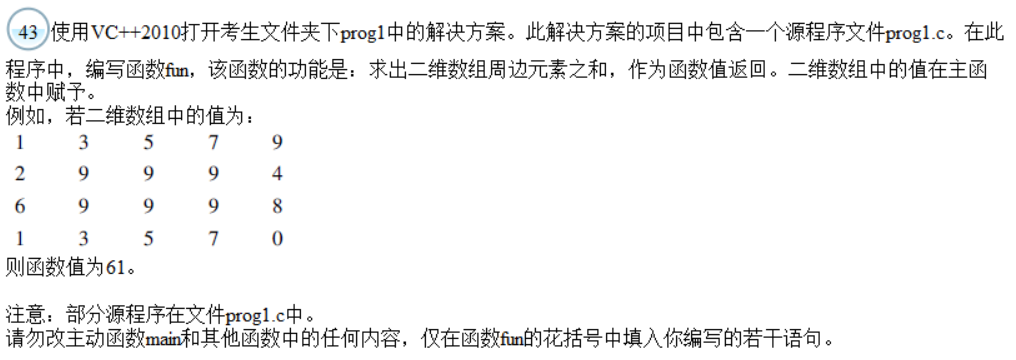 43 使用VC++2010打开考生文件夹下prog1中的解决方案。此解决方案的项目中包含一个源程序文件prog1.c。在此
程序中，编写函数fun，该函数的功能是：求出二维数组周边元素之和，作为函数值返回。二维数组中的值在主函
数中赋予。
例如，若二维数组中的值为：
1 3 5 7 9
2 9 9 9 4
6 9 9 9 8
1 3 5 7 0
则函数值为61。
注意：部分源程序在文件prog1.c中。
请勿改主动函数main和其他函数中的任何内容，仅在函数fun的花括号中填入你编写的若干语句。